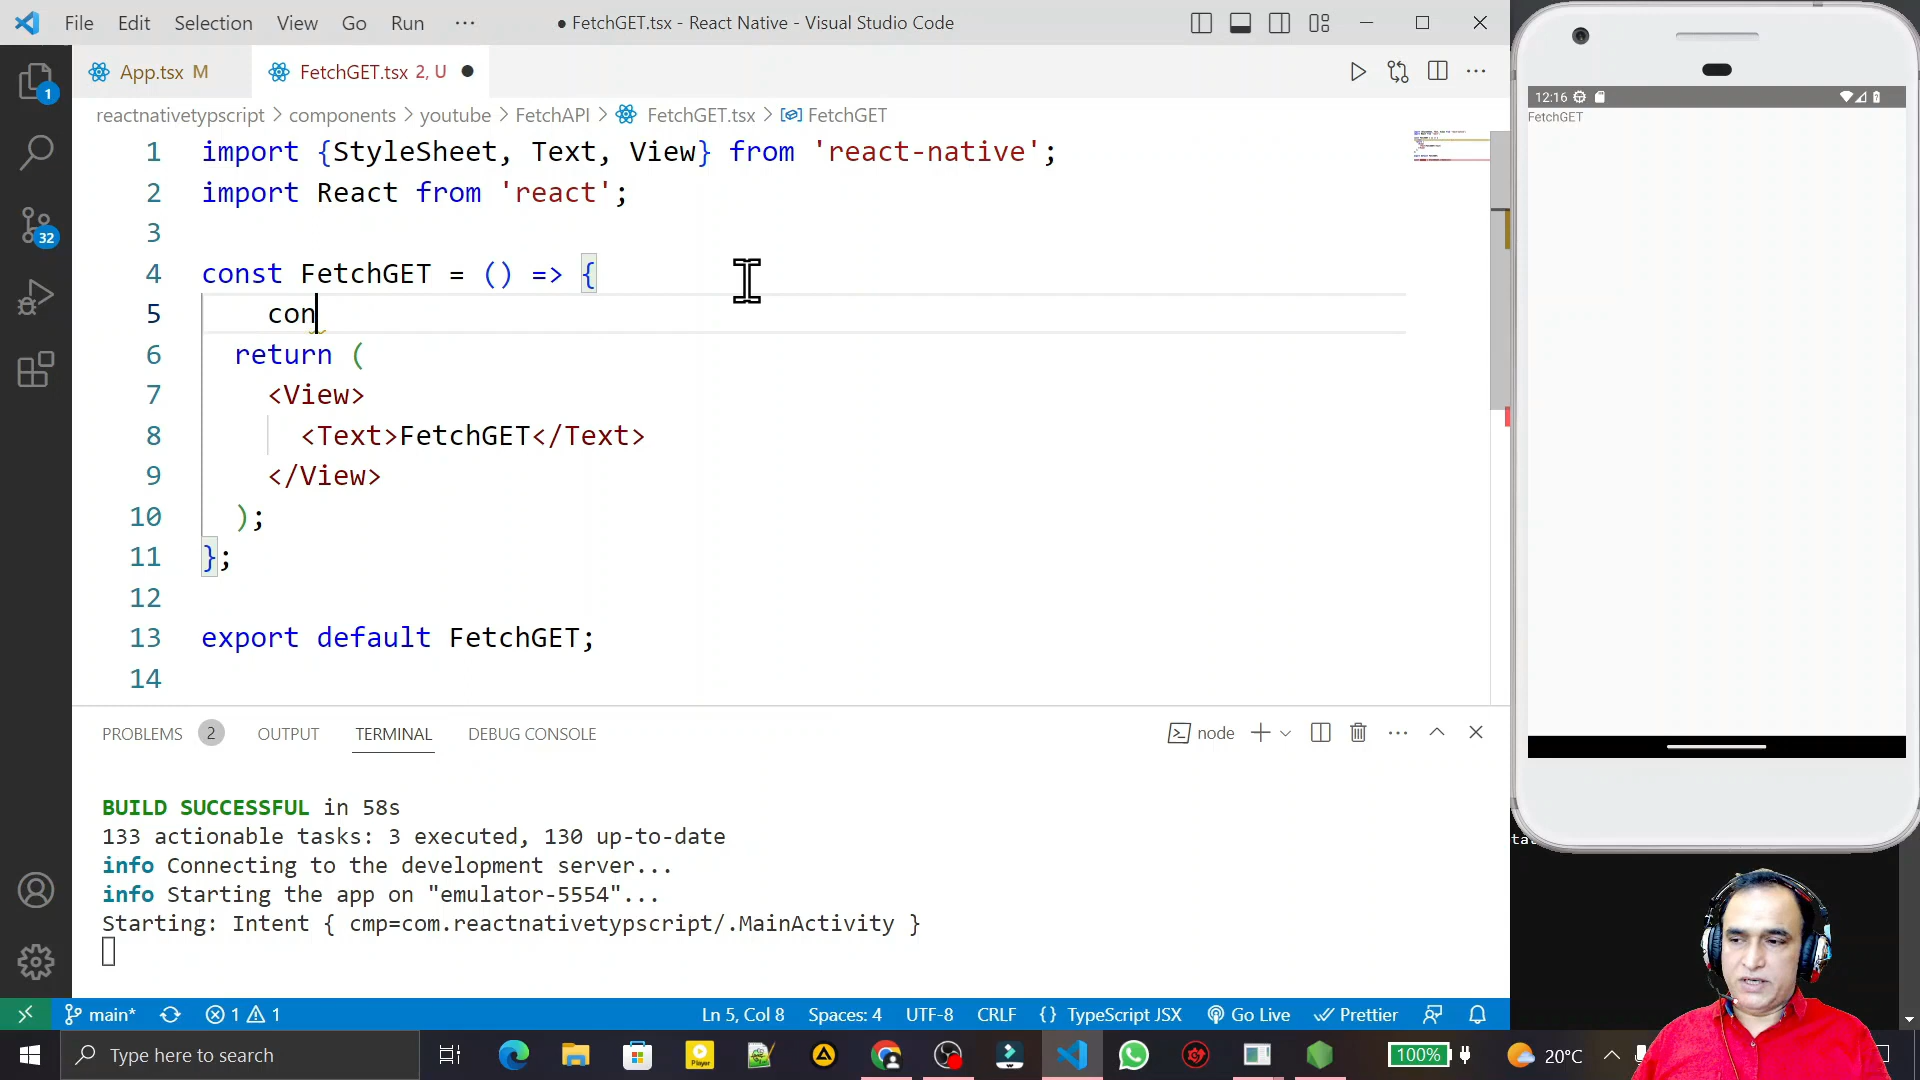 File Edit Selection View Go Run ··· ● FetchGET.tsx - React Native - Visual Studio Code
App.tsx M FetchGET.tsx 2, U ●
reactnativetypscript > components > youtube > FetchAPI > FetchGET.tsx > FetchGET
1 import {StyleSheet, Text, View} from 'react-native';
2 import React from 'react';
3
4 const FetchGET = () => {
5 con
6 return (
7 <View>
8 <Text>FetchGET</Text>
9 </View>
10 );
11 };
12
13 export default FetchGET;
14
PROBLEMS 2 OUTPUT TERMINAL DEBUG CONSOLE node
BUILD SUCCESSFUL in 58s
133 actionable tasks: 3 executed, 130 up-to-date
info Connecting to the development server...
info Starting the app on "emulator-5554"...
Starting: Intent { cmp=com.reactnativetypscript/.MainActivity }
1
32
main* 1 1 Ln 5, Col 8 Spaces: 4 UTF-8 CRLF {} TypeScript JSX Go Live Prettier
Type here to search Player 100% 20°C
12:16
FetchGET